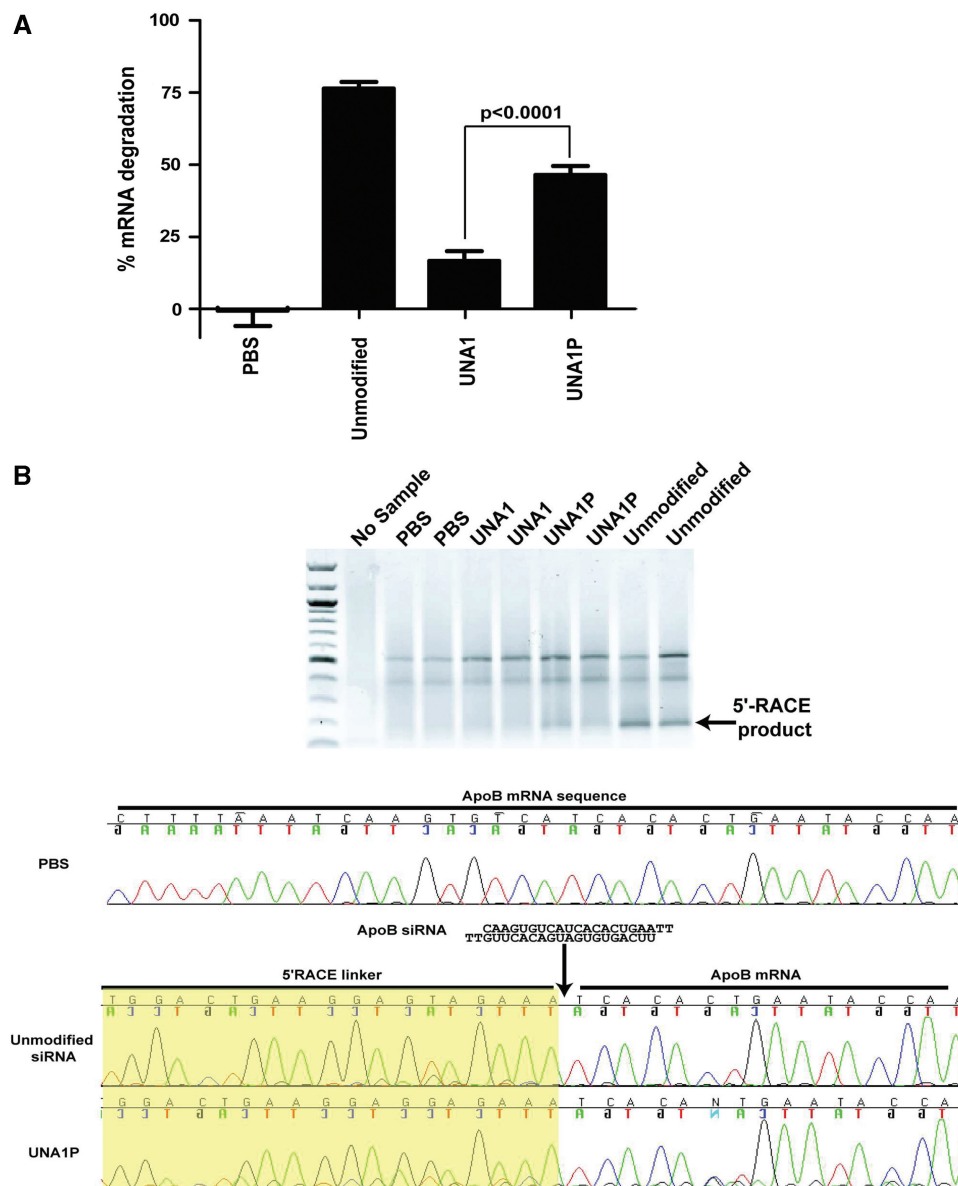 A
100
75
50
25
0
% mRNA degradation
p<0.0001
PBS
Unmodified
UNA1
UNA1P
B
No Sample
PBS
PBS
UNA1
UNA1
UNA1P
UNA1P
Unmodified
Unmodified
5'-RACE
product
ApoB mRNA sequence
C T T T T A A A T C A A G T G T C A T C A C A C T G A A T A C C A A
G A A A A T T T A G T T C A C A G T A G T G T G A C T T A T G G T T
PBS
ApoB siRNA
CAAGUGUCAUCACACUGAATT
TTGUUCACAGUAGUGUGACUU
5'RACE linker
ApoB mRNA
T G G A C T G A A G G A G T A G A A A T C A C A C T G A A T A C C A A
A C C T G A C T T C C T C A T C T T T A G T G T G A C T T A T G G T T
Unmodified
siRNA
G G A C T G A A G G A G T A G A A A T C A C A N T G A A T A C C A
C C T G A C T T C C T C A T C T T T A G T G T N A C T T A T G G T
UNA1P